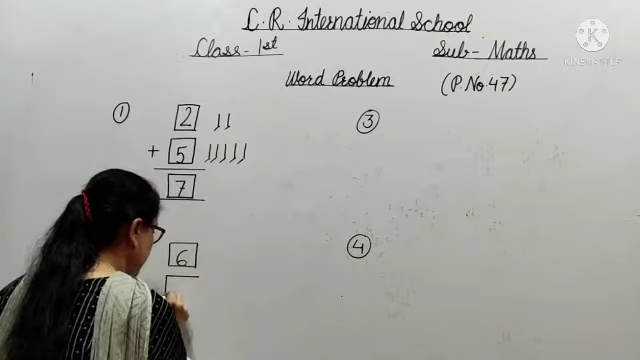 L. R. International School
Class - 1st
Sub - Maths
Word Problem
(P. No. 47)
①
2
+ 5
7
6
③
④
KINEMASTER